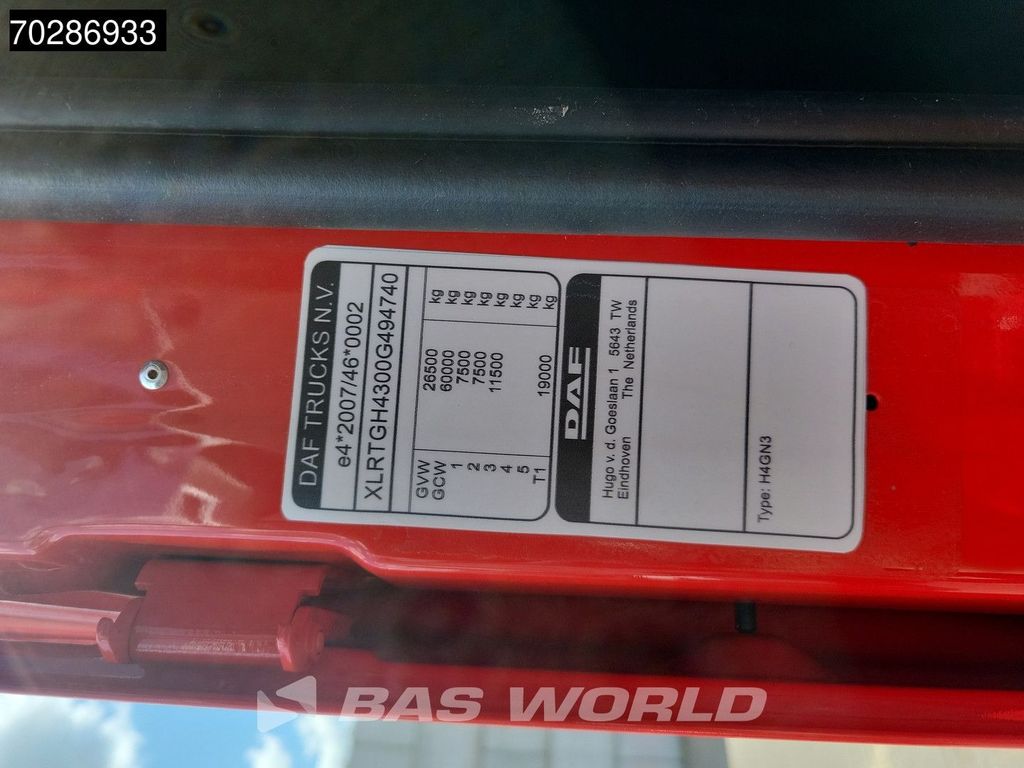 70286933
DAF TRUCKS N.V.
e4*2007/46*0002
XLRTGH4300G494740
GVW 26500 kg
GCW 60000 kg
1 7500 kg
2 7500 kg
3 11500 kg
4 kg
5 kg
T1 19000 kg
DAF
Hugo v. d. Goeslaan 1 5643 TW
Eindhoven The Netherlands
Type: H4GN3
BAS WORLD